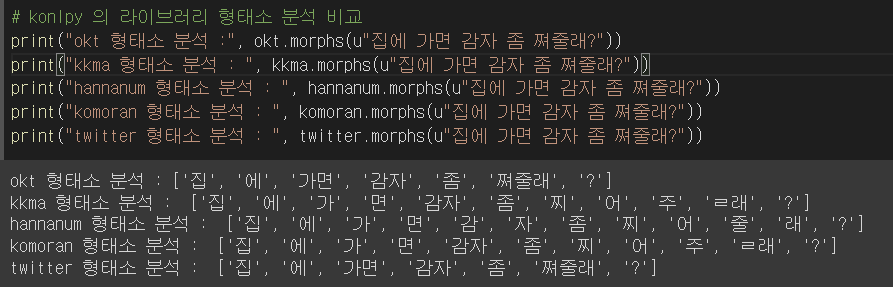 # konlpy 의 라이브러리 형태소 분석 비교
print("okt 형태소 분석 :", okt.morphs(u"집에 가면 감자 좀 쪄줄래?"))
print("kkma 형태소 분석 : ", kkma.morphs(u"집에 가면 감자 좀 쪄줄래?"))
print("hannanum 형태소 분석 : ", hannanum.morphs(u"집에 가면 감자 좀 쪄줄래?"))
print("komoran 형태소 분석 : ", komoran.morphs(u"집에 가면 감자 좀 쪄줄래?"))
print("twitter 형태소 분석 : ", twitter.morphs(u"집에 가면 감자 좀 쪄줄래?"))
okt 형태소 분석 : ['집', '에', '가면', '감자', '좀', '쪄줄래', '?']
kkma 형태소 분석 :  ['집', '에', '가', '면', '감자', '좀', '찌', '어', '주', 'ㄹ래', '?']
hannanum 형태소 분석 :  ['집', '에', '가', '면', '감', '자', '좀', '찌', '어', '줄', '래', '?']
komoran 형태소 분석 :  ['집', '에', '가', '면', '감자', '좀', '찌', '어', '주', 'ㄹ래', '?']
twitter 형태소 분석 :  ['집', '에', '가면', '감자', '좀', '쪄줄래', '?']